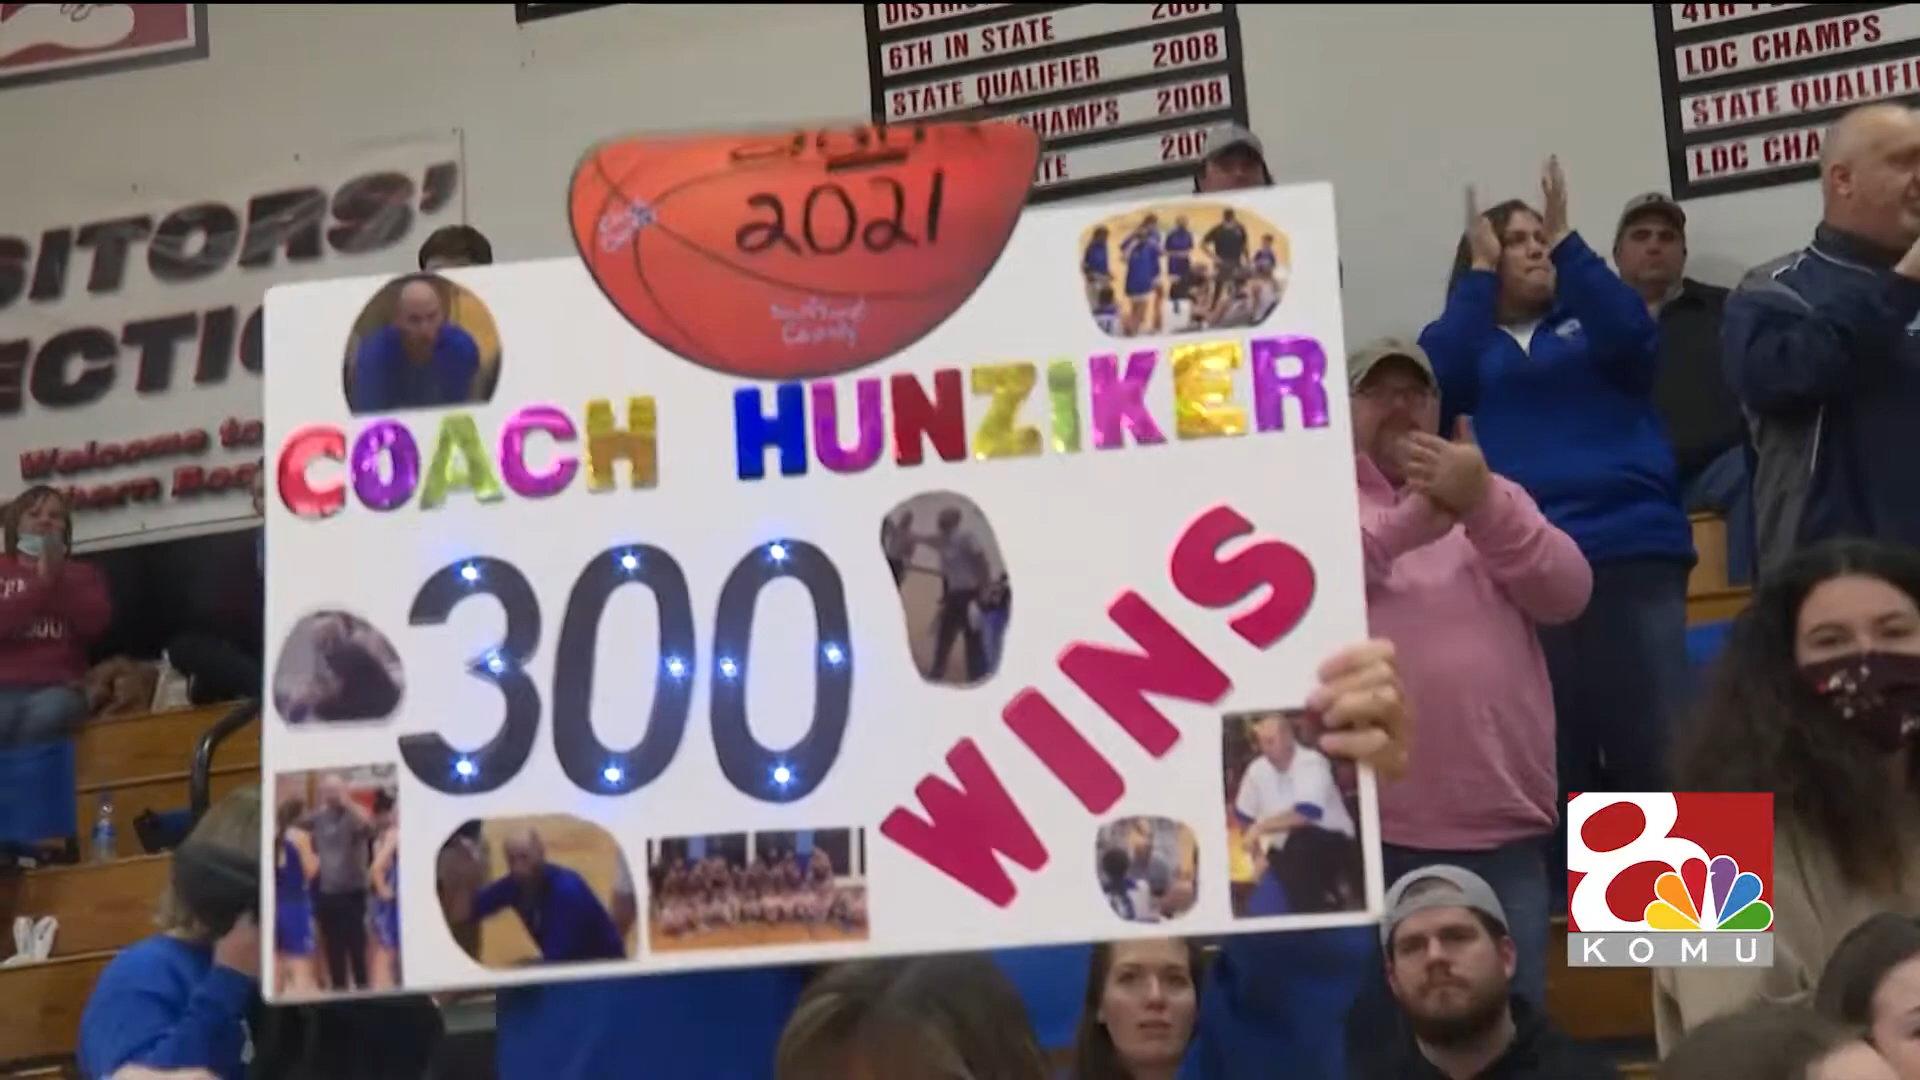 6TH IN STATE 2008
STATE QUALIFIER 2008
CHAMPS 2008
4TH
LDC CHAMPS
STATE QUALIFI
LDC CHA
SITORS'
ECTIO
Welcome to
2021
COACH HUNZIKER
300 WINS
8
KOMU